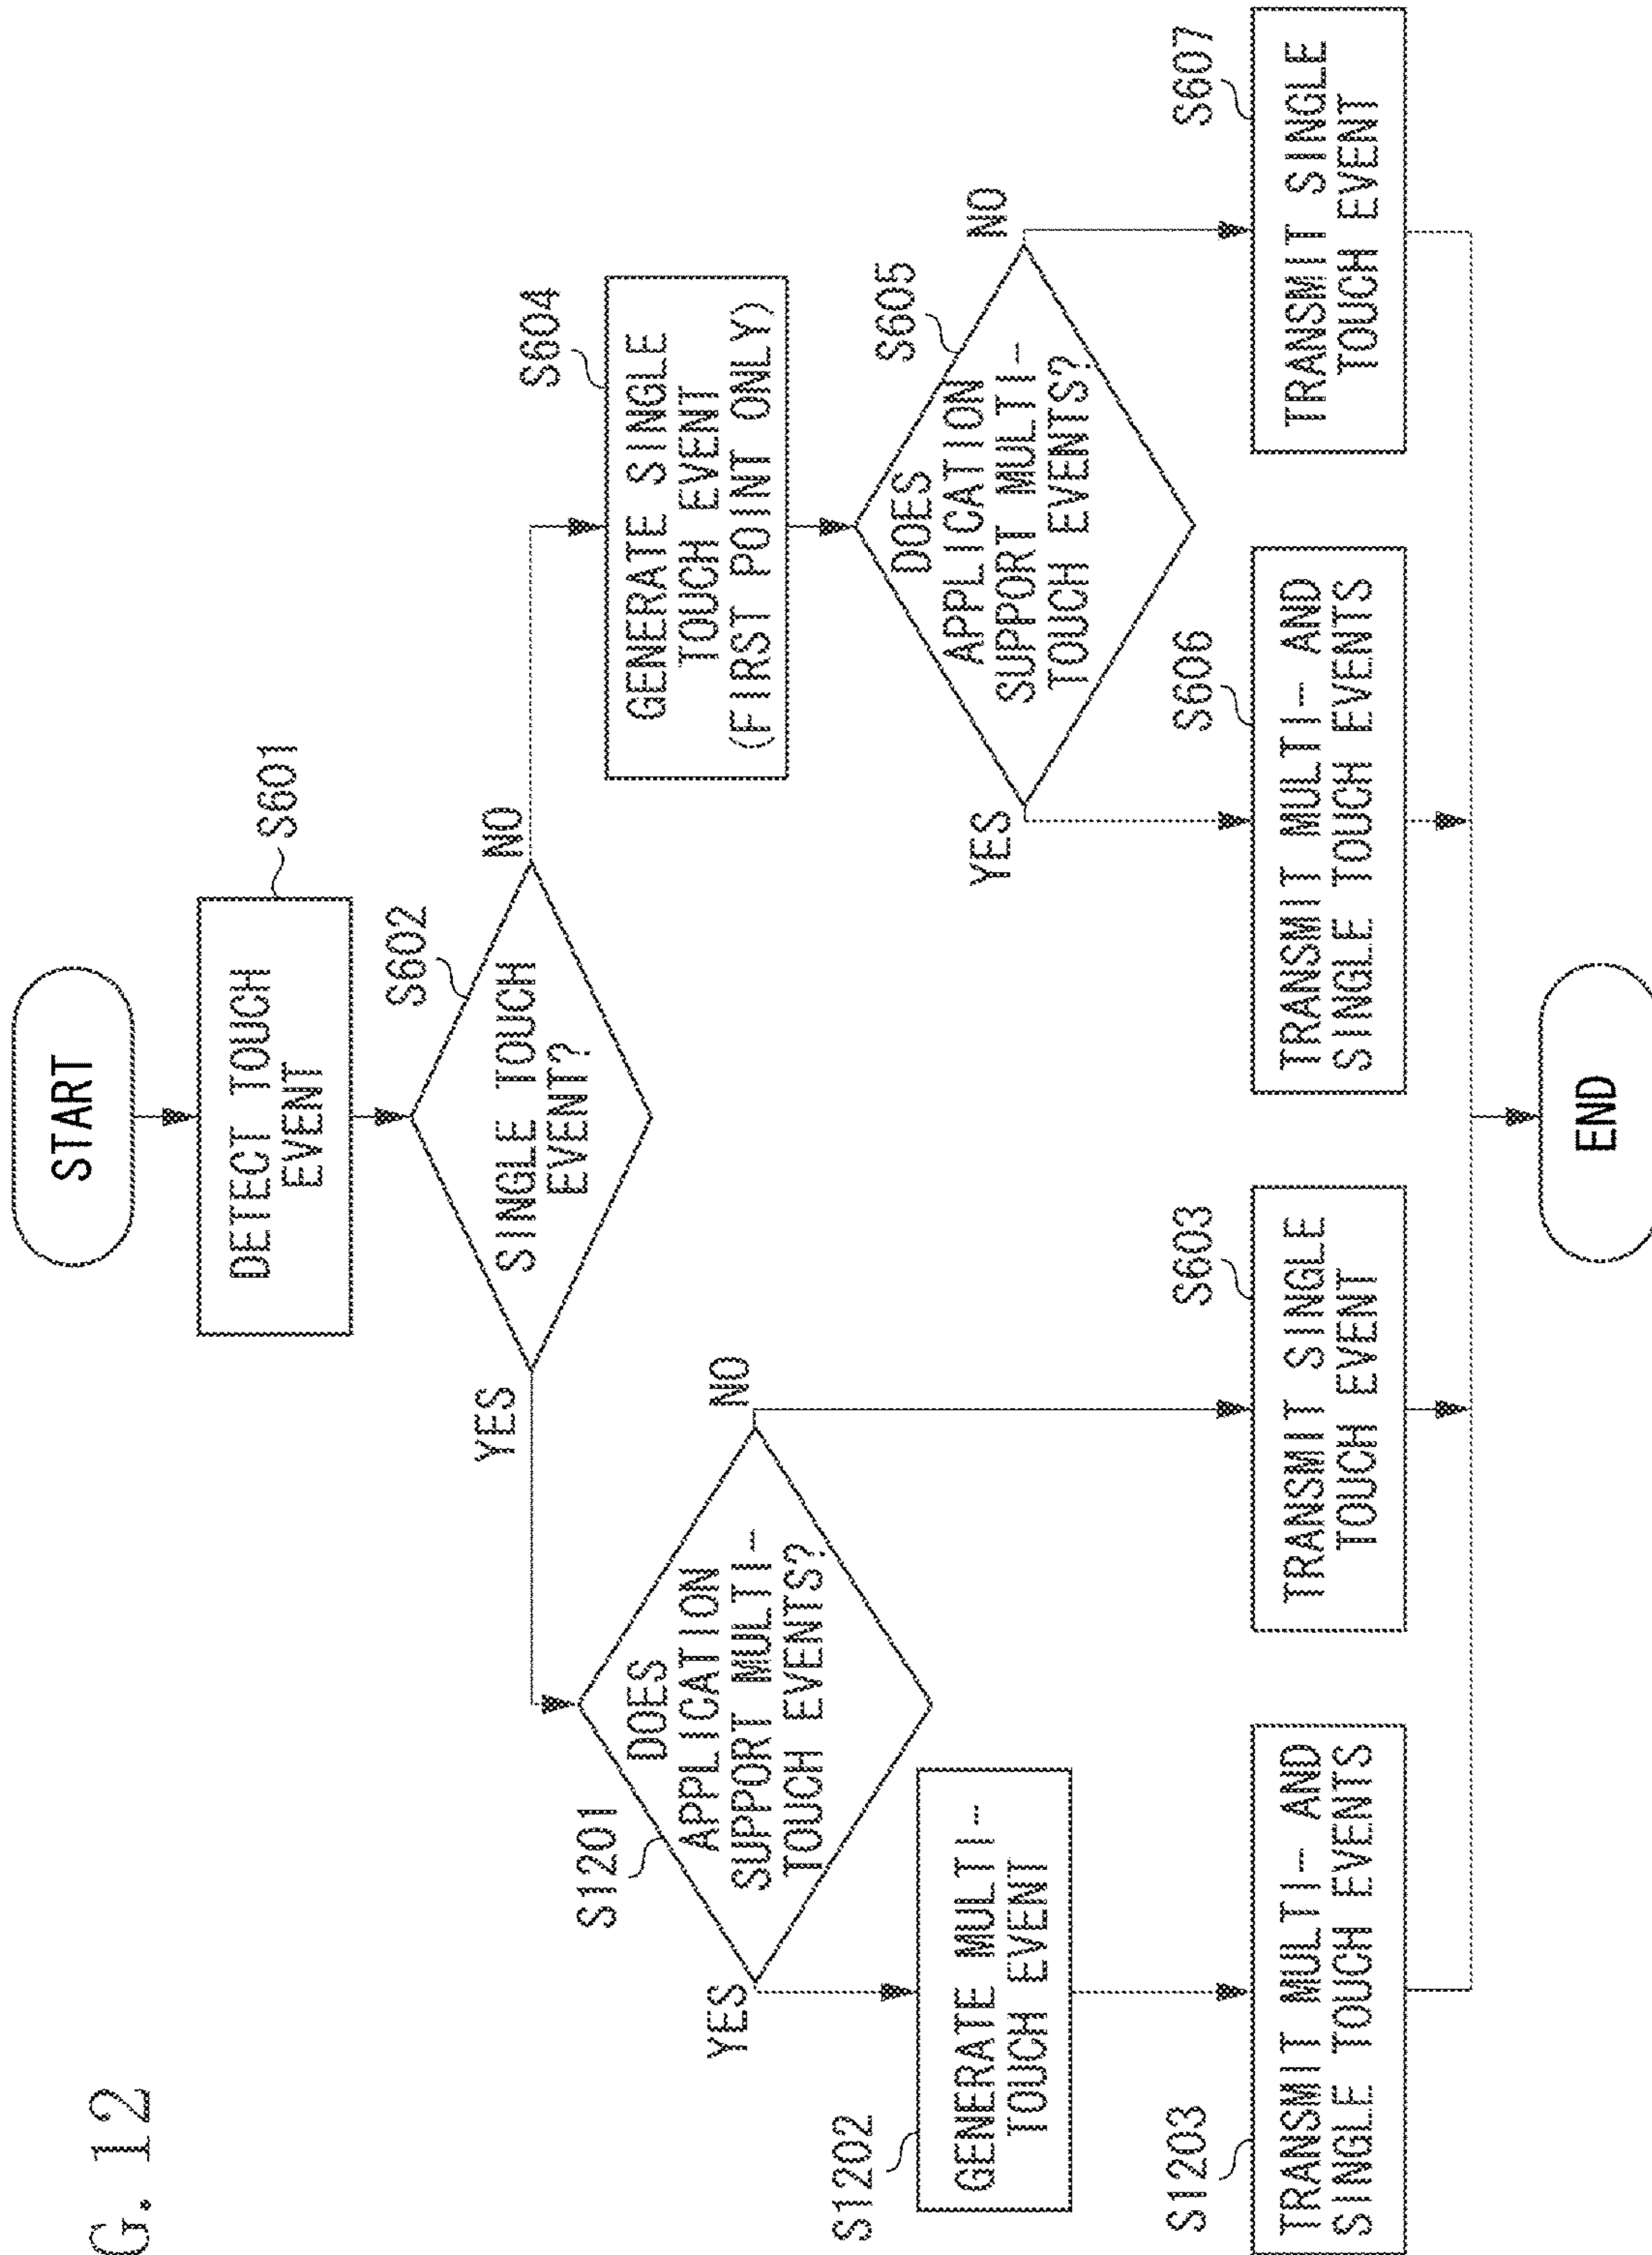 G. 12
START
DETECT TOUCH
EVENT
S601
SINGLE TOUCH
EVENT?
S602
YES
NO
DOES
APPLICATION
SUPPORT MULTI-
TOUCH EVENTS?
S1201
YES
NO
GENERATE SINGLE
TOUCH EVENT
(FIRST POINT ONLY)
S604
DOES
APPLICATION
SUPPORT MULTI-
TOUCH EVENTS?
S605
YES
NO
GENERATE MULTI-
TOUCH EVENT
S1202
TRANSMIT MULTI- AND
SINGLE TOUCH EVENTS
S1203
TRANSMIT SINGLE
TOUCH EVENT
S603
TRANSMIT MULTI- AND
SINGLE TOUCH EVENTS
S606
TRANSMIT SINGLE
TOUCH EVENT
S607
END